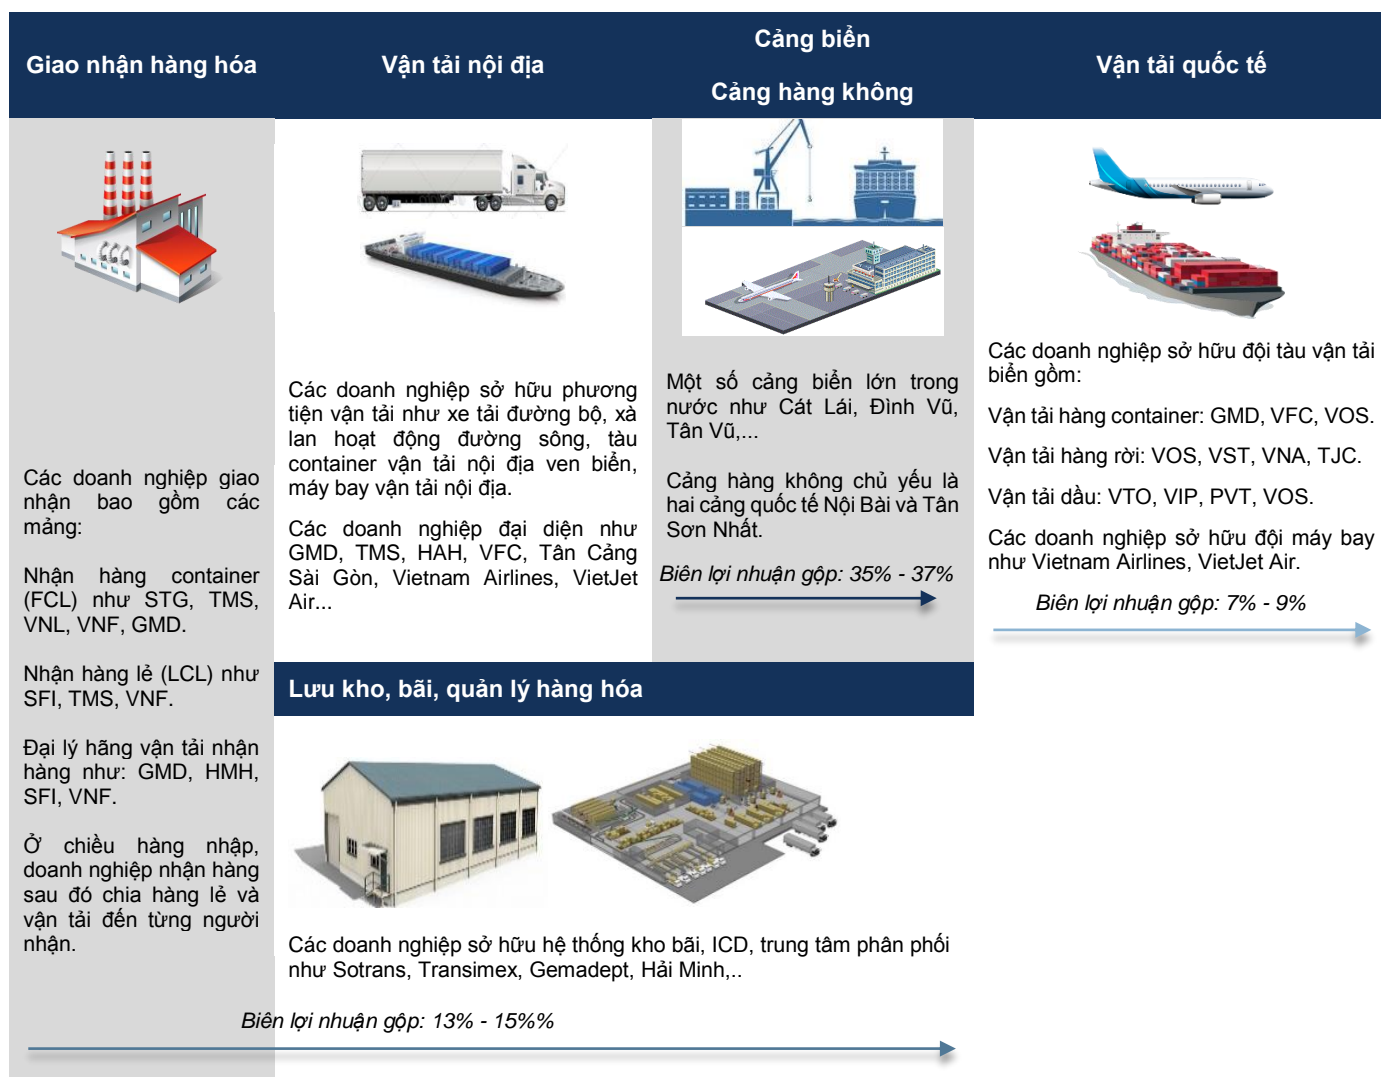 Giao nhận hàng hóa
Vận tải nội địa
Cảng biển
Cảng hàng không
Vận tải quốc tế
Các doanh nghiệp giao
nhận bao gồm các
mảng:
Nhận hàng container
(FCL) như STG, TMS,
VNL, VNF, GMD.
Nhận hàng lẻ (LCL) như
SFI, TMS, VNF.
Đại lý hãng vận tải nhận
hàng như: GMD, HMH,
SFI, VNF.
Ở chiều hàng nhập,
doanh nghiệp nhận hàng
sau đó chia hàng lẻ và
vận tải đến từng người
nhận.
Các doanh nghiệp sở hữu phương
tiện vận tải như xe tải đường bộ, xà
lan hoạt động đường sông, tàu
container vận tải nội địa ven biển,
máy bay vận tải nội địa.
Các doanh nghiệp đại diện như
GMD, TMS, HAH, VFC, Tân Cảng
Sài Gòn, Vietnam Airlines, VietJet
Air...
Một số cảng biển lớn trong
nước như Cát Lái, Đình Vũ,
Tân Vũ,...
Cảng hàng không chủ yếu là
hai cảng quốc tế Nội Bài và Tân
Sơn Nhất.
Biên lợi nhuận gộp: 35% - 37%
Các doanh nghiệp sở hữu đội tàu vận tải
biển gồm:
Vận tải hàng container: GMD, VFC, VOS.
Vận tải hàng rời: VOS, VST, VNA, TJC.
Vận tải dầu: VTO, VIP, PVT, VOS.
Các doanh nghiệp sở hữu đội máy bay
như Vietnam Airlines, VietJet Air.
Biên lợi nhuận gộp: 7% - 9%
Lưu kho, bãi, quản lý hàng hóa
Các doanh nghiệp sở hữu hệ thống kho bãi, ICD, trung tâm phân phối
như Sotrans, Transimex, Gemadept, Hải Minh,..
Biên lợi nhuận gộp: 13% - 15%%